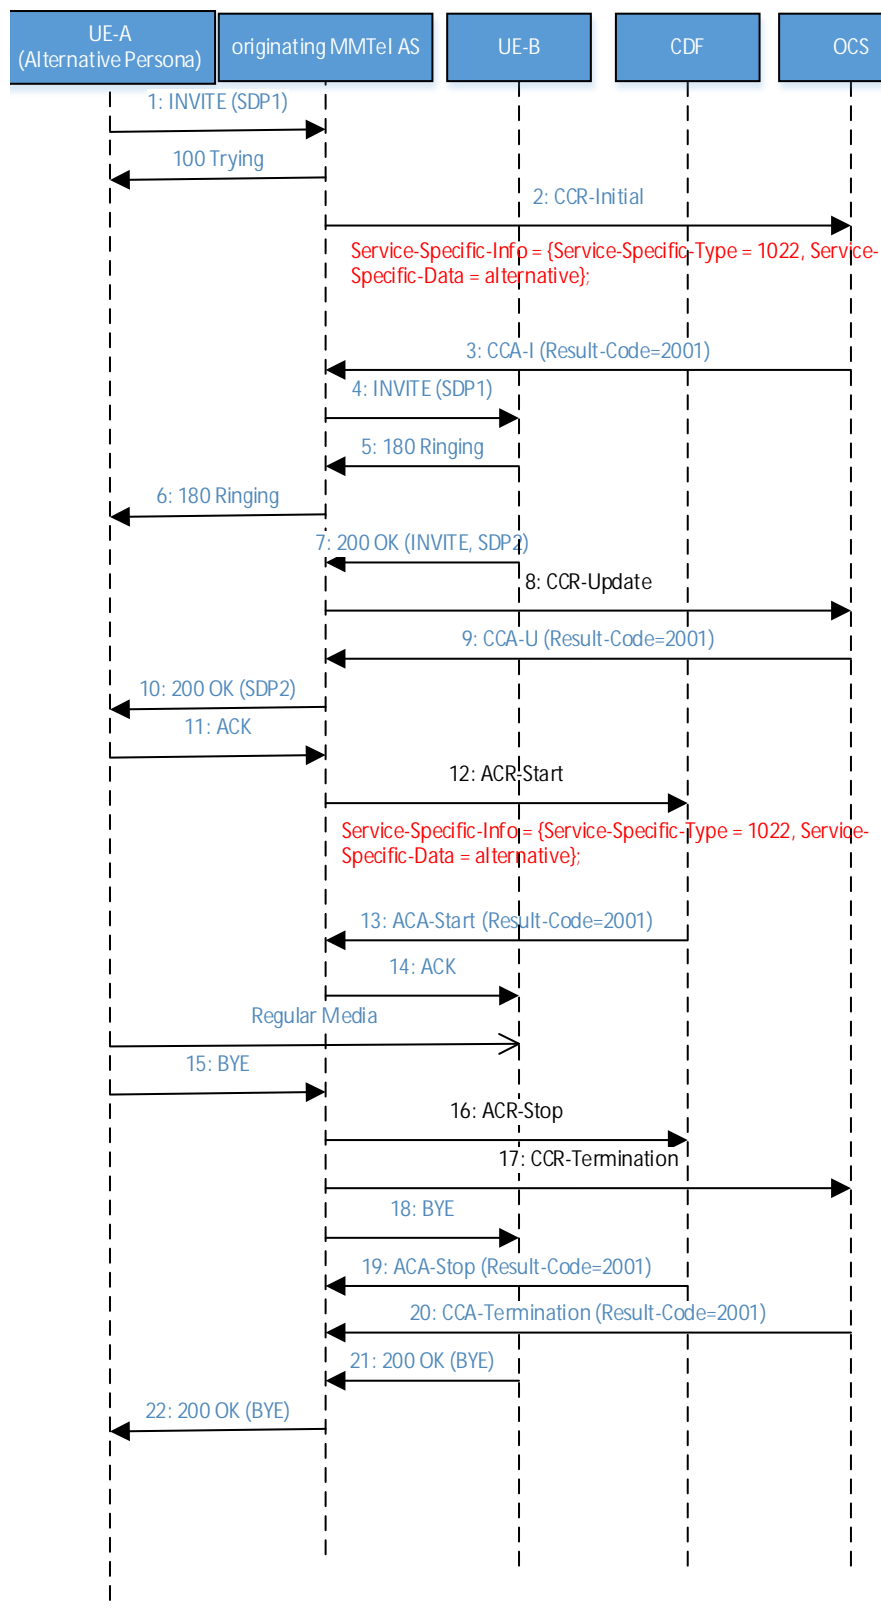 UE-A
(Alternative Persona)
originating MMTel AS
UE-B
CDF
OCS
1: INVITE (SDP1)
100 Trying
2: CCR-Initial
Service-Specific-Info = {Service-Specific-Type = 1022, Service-
Specific-Data = alternative};
3: CCA-I (Result-Code=2001)
4: INVITE (SDP1)
5: 180 Ringing
6: 180 Ringing
7: 200 OK (INVITE, SDP2)
8: CCR-Update
9: CCA-U (Result-Code=2001)
10: 200 OK (SDP2)
11: ACK
12: ACR-Start
Service-Specific-Info = {Service-Specific-Type = 1022, Service-
Specific-Data = alternative};
13: ACA-Start (Result-Code=2001)
14: ACK
Regular Media
15: BYE
16: ACR-Stop
17: CCR-Termination
18: BYE
19: ACA-Stop (Result-Code=2001)
20: CCA-Termination (Result-Code=2001)
21: 200 OK (BYE)
22: 200 OK (BYE)